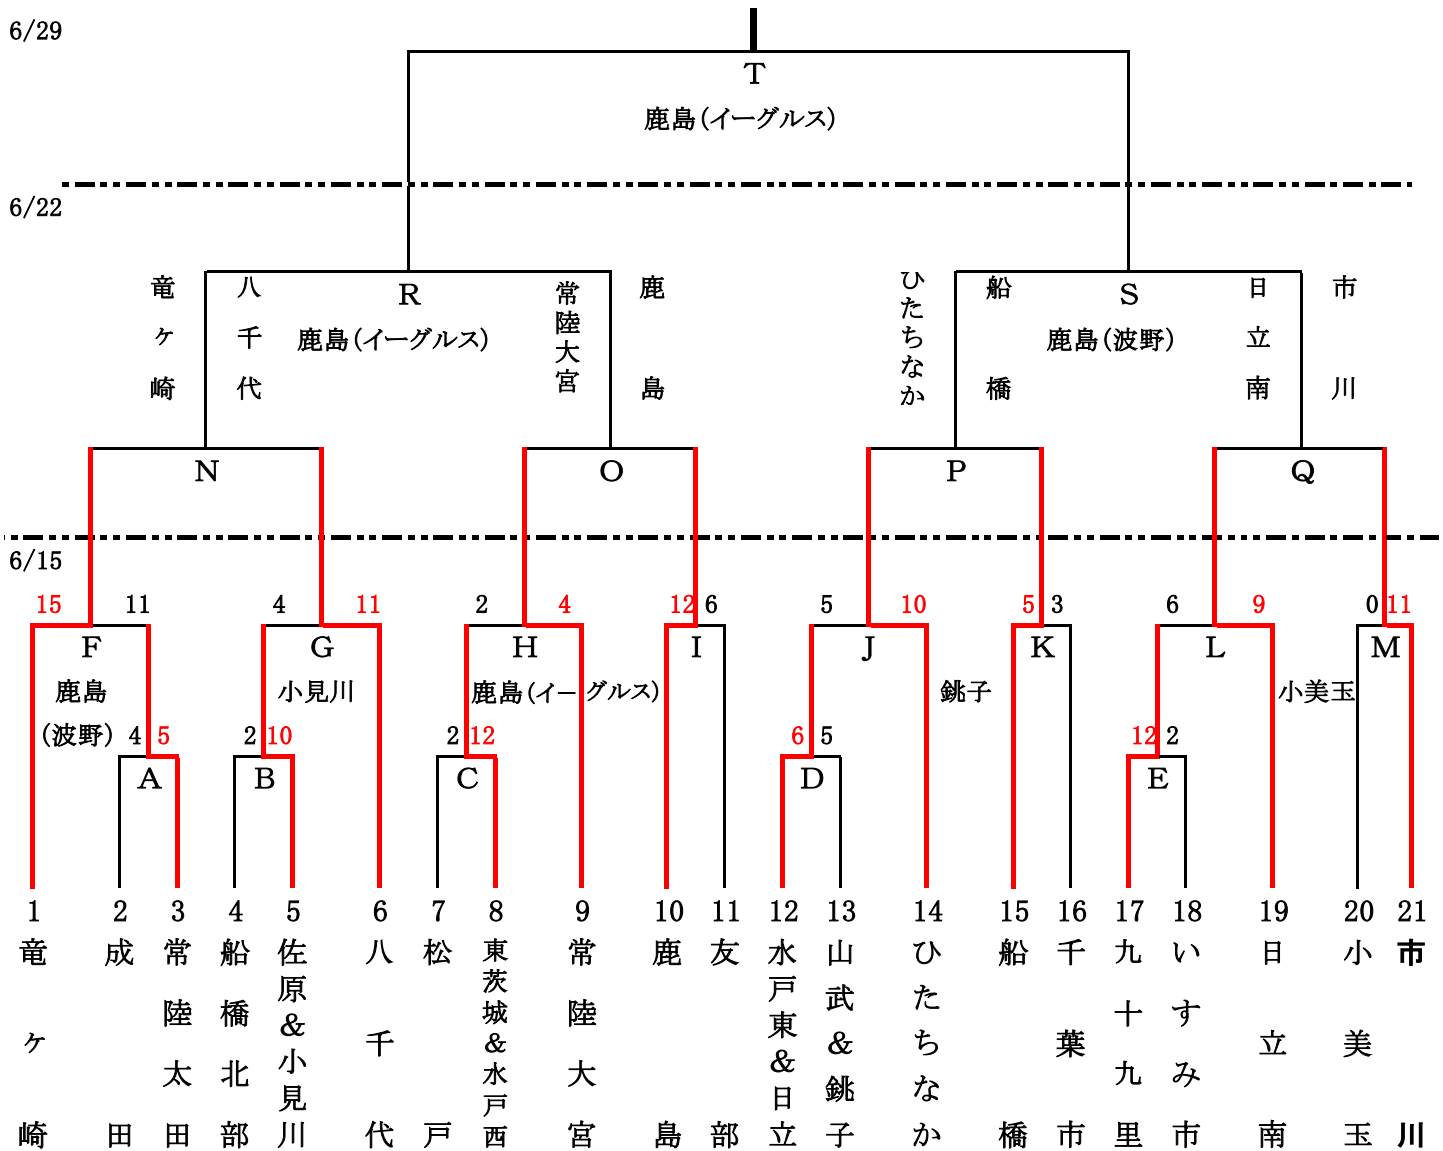 6/29
T
鹿島(イーグルス)
6/22
竜ケ崎
八千代
R
鹿島(イーグルス)
常陸大宮
鹿島
ひたちなか
船橋
S
鹿島(波野)
日立南
市川
N
O
P
Q
6/15
15 11 4 11 2 4 12 6 5 10 5 3 6 9 0 11
F G H I J K L M
鹿島
(波野)
小見川
鹿島(イーグルス)
銚子
小美玉
4 5 2 10 2 12 6 5 12 2
A B C D E
1 2 3 4 5 6 7 8 9 10 11 12 13 14 15 16 17 18 19 20 21
竜ケ崎
成田
常陸太田
船橋北部
佐原&小見川
八千代
松戸
東茨城&水戸西
常陸大宮
鹿島
友部
水戸東&日立
山武&銚子
ひたちなか
船橋
千葉市
九十九里
いすみ市
日立南
小美玉
市川